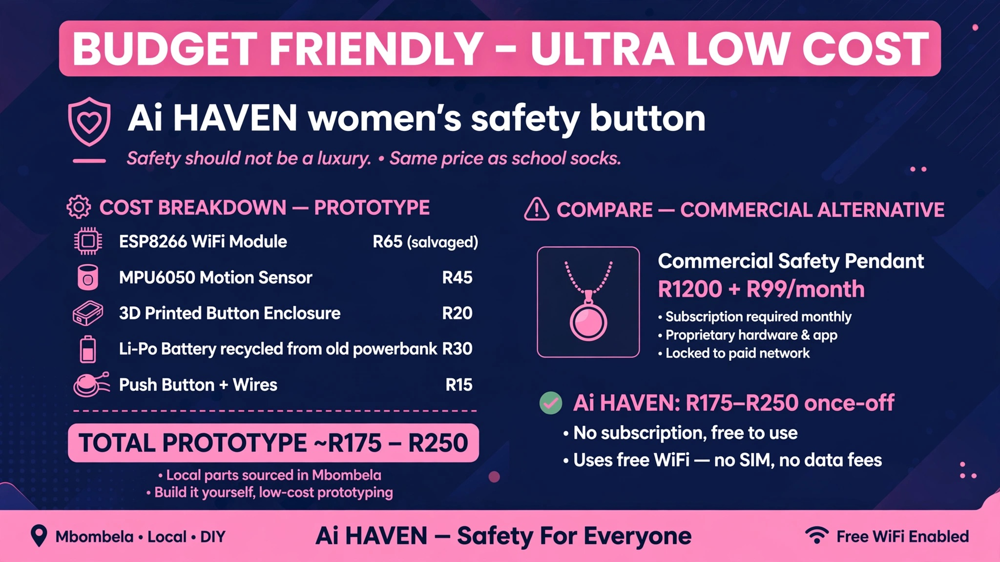 BUDGET FRIENDLY – ULTRA LOW COST
Ai HAVEN women's safety button
Safety should not be a luxury. • Same price as school socks.
COST BREAKDOWN — PROTOTYPE
ESP8266 WiFi Module R65 (salvaged)
MPU6050 Motion Sensor R45
3D Printed Button Enclosure R20
Li-Po Battery recycled from old powerbank R30
Push Button + Wires R15
TOTAL PROTOTYPE ~R175 – R250
• Local parts sourced in Mbombela
• Build it yourself, low-cost prototyping
COMPARE — COMMERCIAL ALTERNATIVE
Commercial Safety Pendant
R1200 + R99/month
• Subscription required monthly
• Proprietary hardware & app
• Locked to paid network
Ai HAVEN: R175–R250 once-off
• No subscription, free to use
• Uses free WiFi — no SIM, no data fees
Mbombela • Local • DIY
Ai HAVEN — Safety For Everyone
Free WiFi Enabled